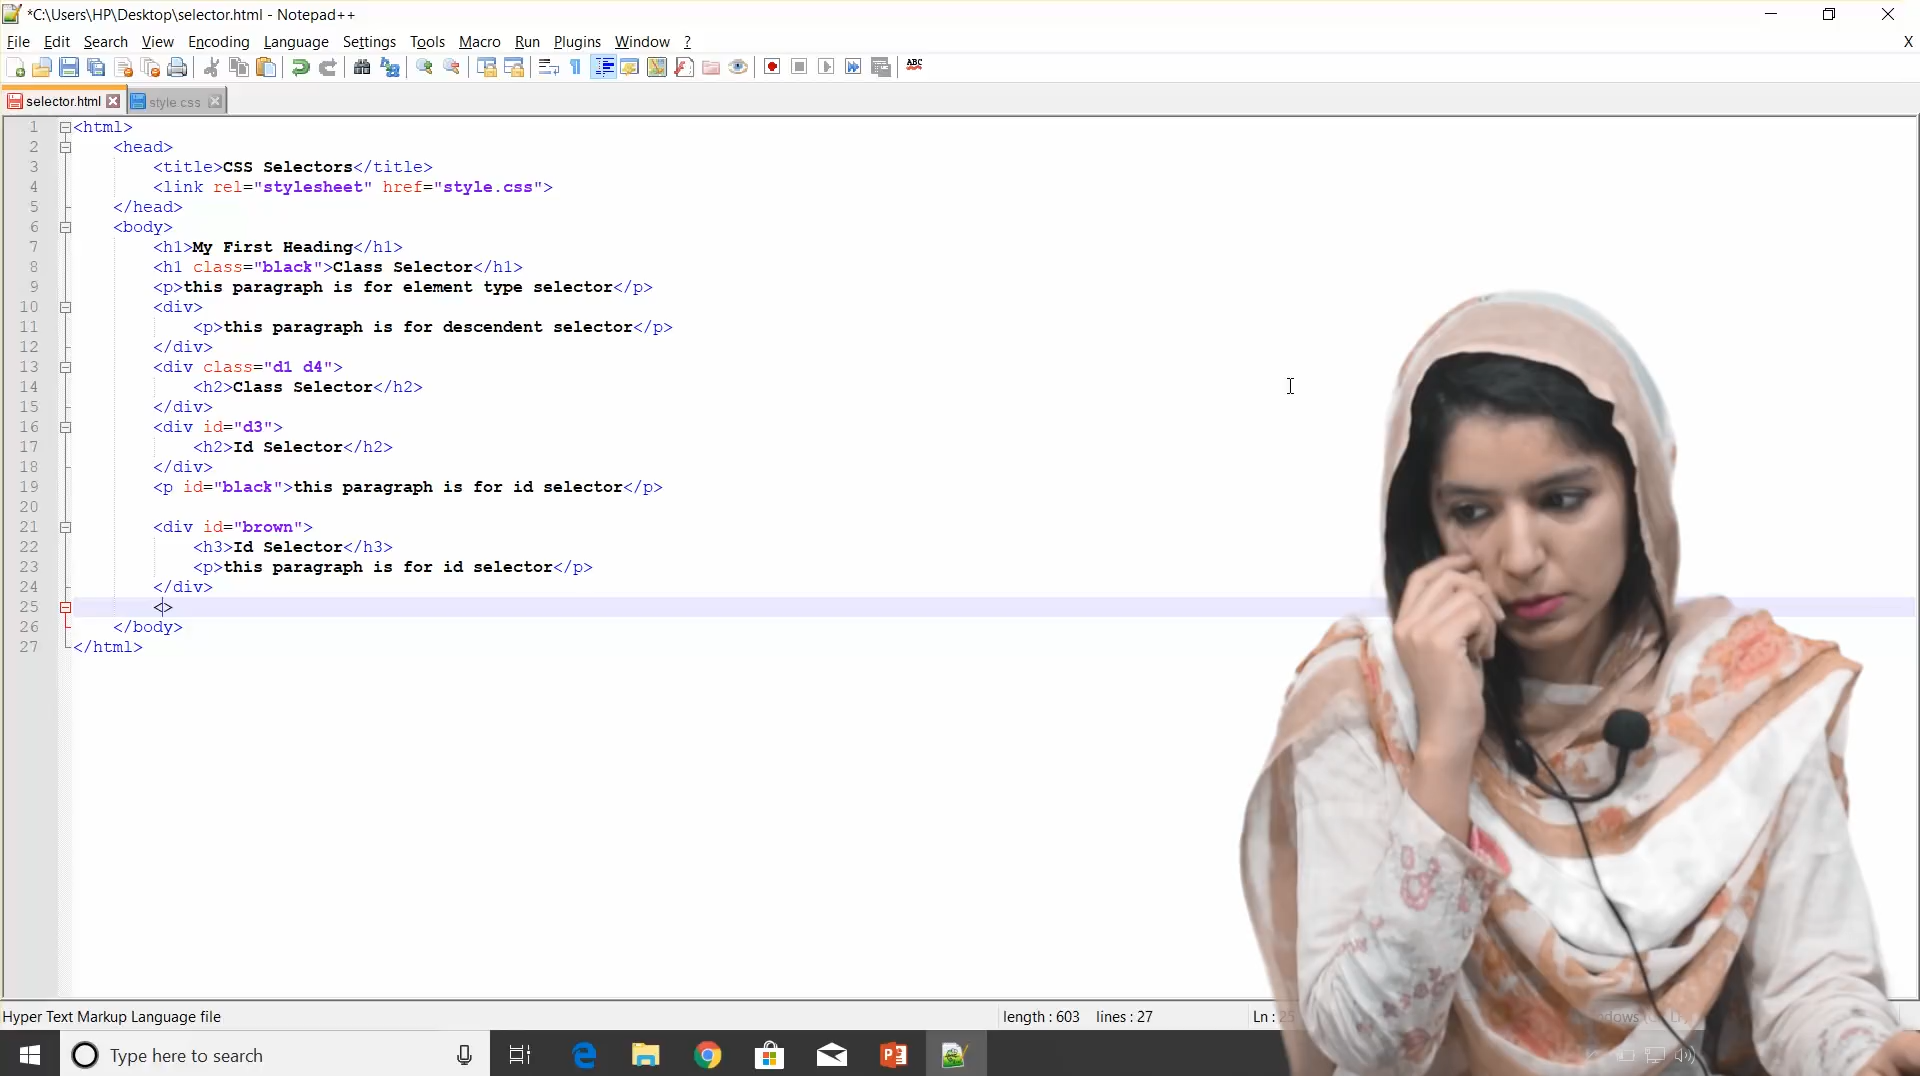 *C:\Users\HP\Desktop\selector.html - Notepad++
File Edit Search View Encoding Language Settings Tools Macro Run Plugins Window ? X
ABC
selector.html style.css
1 <html>
2 <head>
3 <title>CSS Selectors</title>
4 <link rel="stylesheet" href="style.css">
5 </head>
6 <body>
7 <h1>My First Heading</h1>
8 <h1 class="black">Class Selector</h1>
9 <p>this paragraph is for element type selector</p>
10 <div>
11 <p>this paragraph is for descendent selector</p>
12 </div>
13 <div class="d1 d4">
14 <h2>Class Selector</h2>
15 </div>
16 <div id="d3">
17 <h2>Id Selector</h2>
18 </div>
19 <p id="black">this paragraph is for id selector</p>
20
21 <div id="brown">
22 <h3>Id Selector</h3>
23 <p>this paragraph is for id selector</p>
24 </div>
25 <>
26 </body>
27 </html>
Hyper Text Markup Language file length : 603 lines : 27 Ln : 25
Type here to search